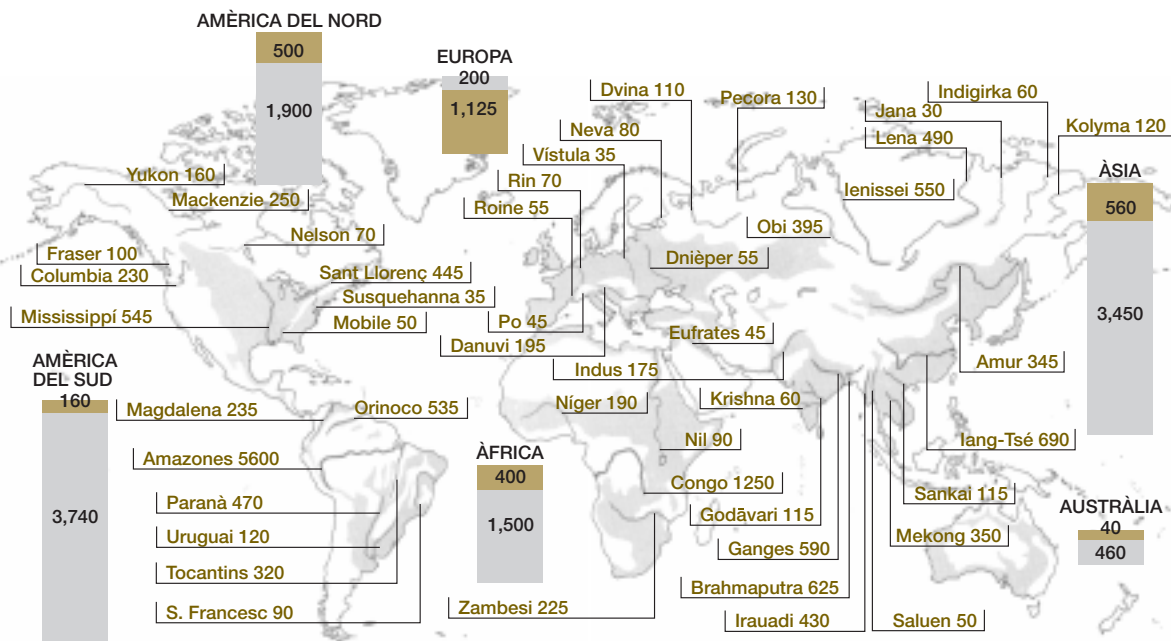 AMÈRICA DEL NORD
500
1,900
EUROPA
200
1,125
Dvina 110
Pecora 130
Indigirka 60
Jana 30
Kolyma 120
Neva 80
Lena 490
Vístula 35
Yukon 160
Rin 70
Ienissei 550
ÀSIA
560
3,450
Mackenzie 250
Roine 55
Obi 395
Nelson 70
Fraser 100
Dnièper 55
Columbia 230
Sant Llorenç 445
Susquehanna 35
Mississippí 545
Mobile 50
Po 45
Eufrates 45
Danuvi 195
Amur 345
AMÈRICA
DEL SUD
160
3,740
Indus 175
Magdalena 235
Orinoco 535
Níger 190
Krishna 60
Nil 90
Iang-Tsé 690
Amazones 5600
ÀFRICA
400
1,500
Congo 1250
Sankai 115
Paranà 470
Godāvari 115
AUSTRÀLIA
40
460
Uruguai 120
Mekong 350
Ganges 590
Tocantins 320
Brahmaputra 625
S. Francesc 90
Zambesi 225
Irauadi 430
Saluen 50